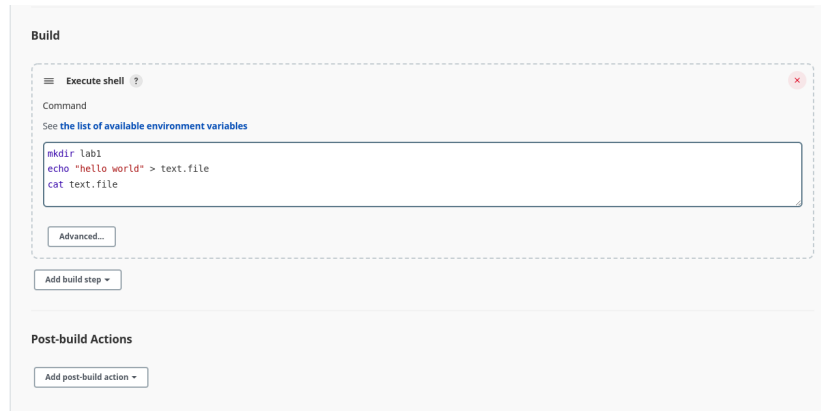 Build
Execute shell ?
Command
See the list of available environment variables
mkdir lab1
echo "hello world" > text.file
cat text.file
Advanced...
Add build step
Post-build Actions
Add post-build action